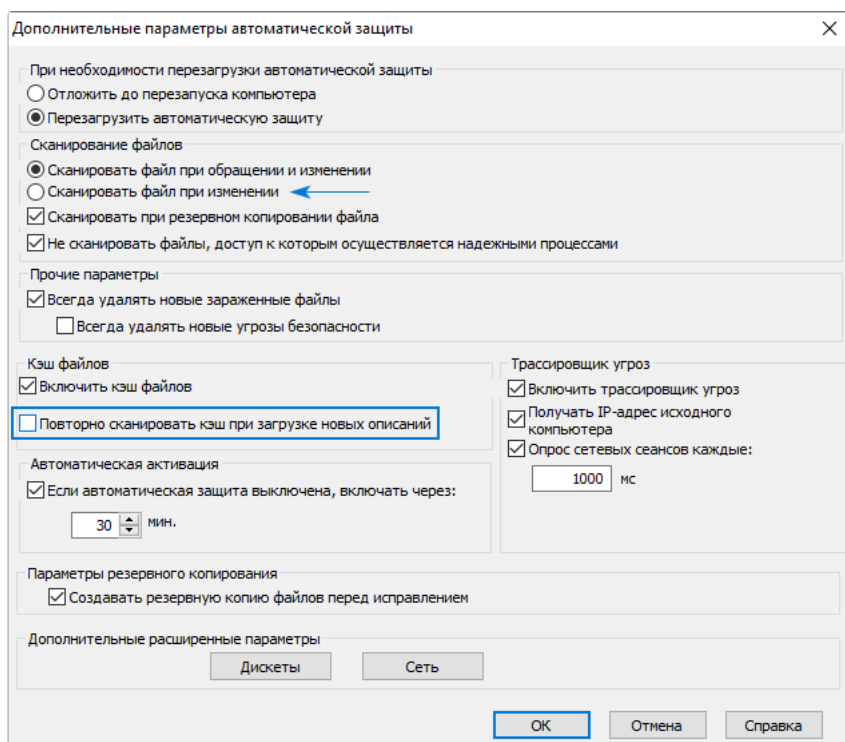 Дополнительные параметры автоматической защиты
При необходимости перезагрузки автоматической защиты
Отложить до перезапуска компьютера
Перезагрузить автоматическую защиту
Сканирование файлов
Сканировать файл при обращении и изменении
Сканировать файл при изменении
Сканировать при резервном копировании файла
Не сканировать файлы, доступ к которым осуществляется надежными процессами
Прочие параметры
Всегда удалять новые зараженные файлы
Всегда удалять новые угрозы безопасности
Кэш файлов
Включить кэш файлов
Повторно сканировать кэш при загрузке новых описаний
Автоматическая активация
Если автоматическая защита выключена, включать через:
30 мин.
Трассировщик угроз
Включить трассировщик угроз
Получать IP-адрес исходного
компьютера
Опрос сетевых сеансов каждые:
1000 мс
Параметры резервного копирования
Создавать резервную копию файлов перед исправлением
Дополнительные расширенные параметры
Дискеты Сеть
ОК Отмена Справка